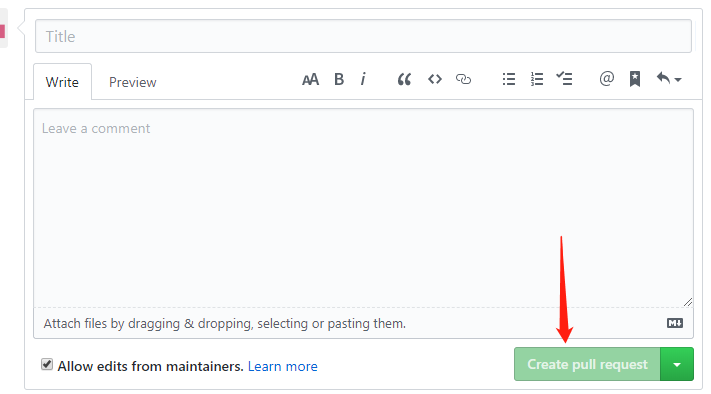 Title
Write Preview AA B i @
Leave a comment
Attach files by dragging & dropping, selecting or pasting them. M
Allow edits from maintainers. Learn more Create pull request